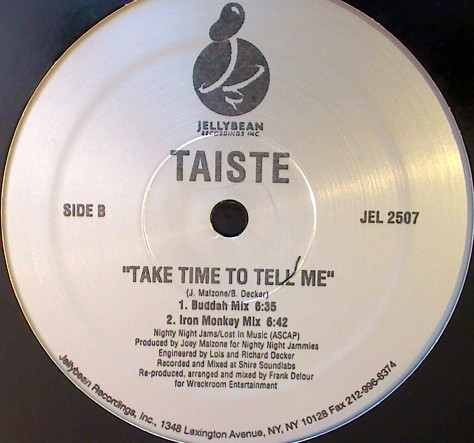 JELLYBEAN
RECORDINGS INC
TAISTE
SIDE B
JEL 2507
"TAKE TIME TO TELL ME"
(J. Malzone/B. Decker)
1. Buddah Mix 6:35
2. Iron Monkey Mix 6:42
Nighty Night Jams/Lost In Music (ASCAP)
Produced by Joey Malzone for Nighty Night Jammies
Engineered by Lois and Richard Decker
Recorded and Mixed at Shire Soundlabs
Re-produced, arranged and mixed by Frank Delour
for Wreckroom Entertainment
Jellybean Recordings, Inc., 1348 Lexington Avenue, NY, NY 10128 Fax 212-996-8374